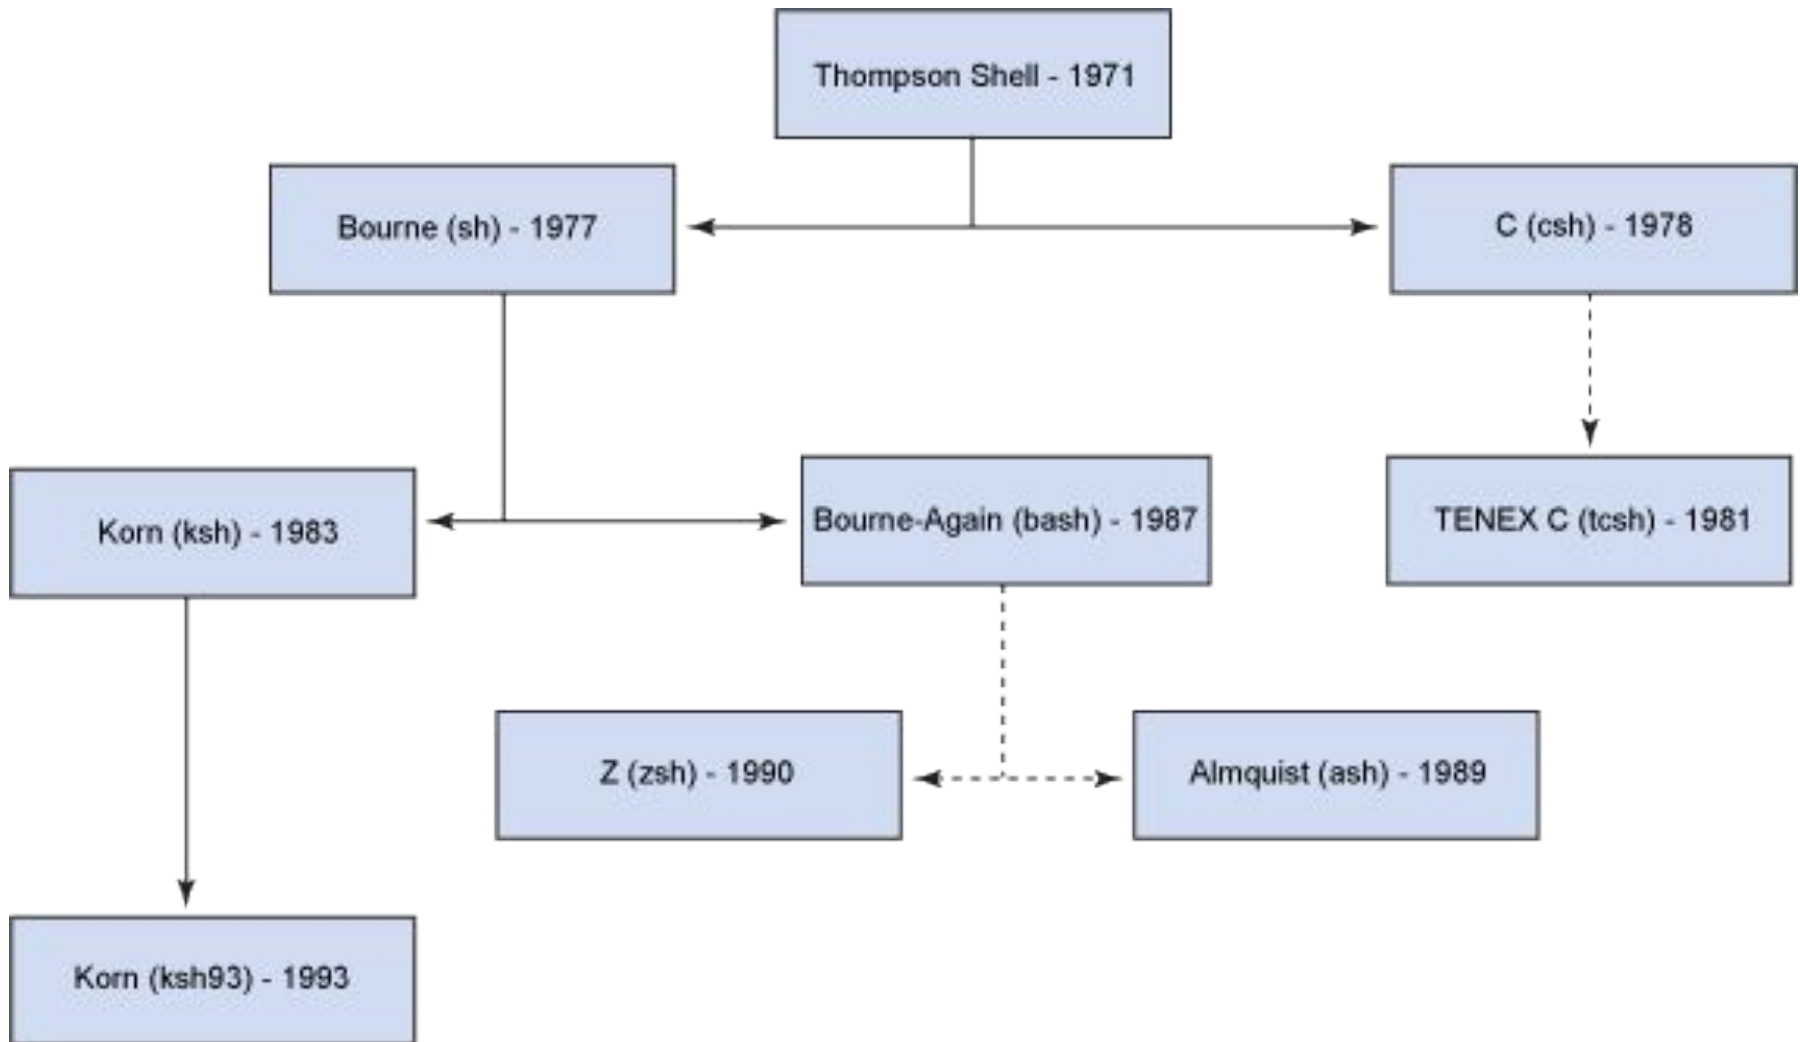 Thompson Shell - 1971
Bourne (sh) - 1977
C (csh) - 1978
Korn (ksh) - 1983
Bourne-Again (bash) - 1987
TENEX C (tcsh) - 1981
Z (zsh) - 1990
Almquist (ash) - 1989
Korn (ksh93) - 1993